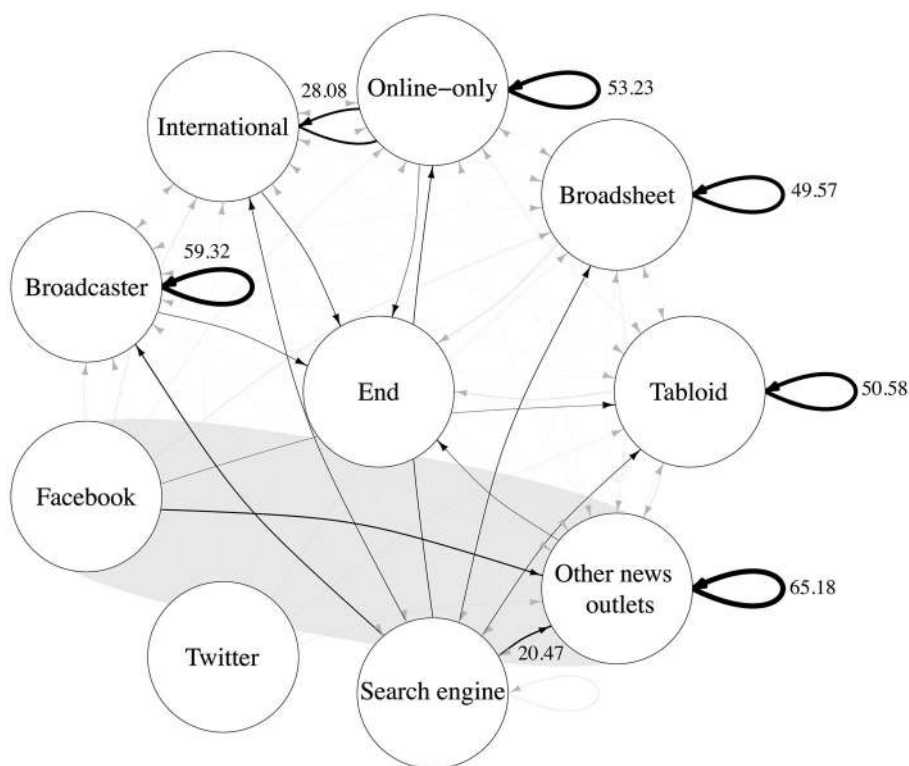 Online−only
53.23
28.08
International
Broadsheet
49.57
59.32
Broadcaster
End
Tabloid
50.58
Facebook
Other news
outlets
65.18
Twitter
20.47
Search engine